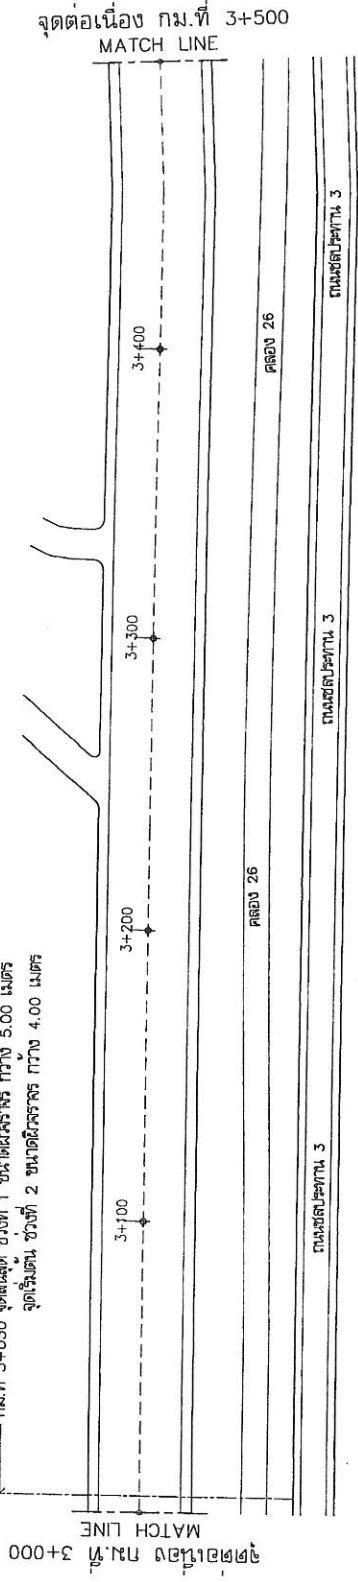 จุดต่อเนื่อง กม.ที่ 3+500
MATCH LINE
3+400
คลอง 26
ถนนชลประทาน 3
3+300
ถนนชลประทาน 3
3+200
คลอง 26
กม.ที่ 3+030 จุดสิ้นสุด ช่วงที่ 1 ขนาดผิวจราจร กว้าง 5.00 เมตร
จุดเริ่มต้น ช่วงที่ 2 ขนาดผิวจราจร กว้าง 4.00 เมตร
3+100
ถนนชลประทาน 3
MATCH LINE
จุดต่อเนื่อง กม.ที่ 3+000